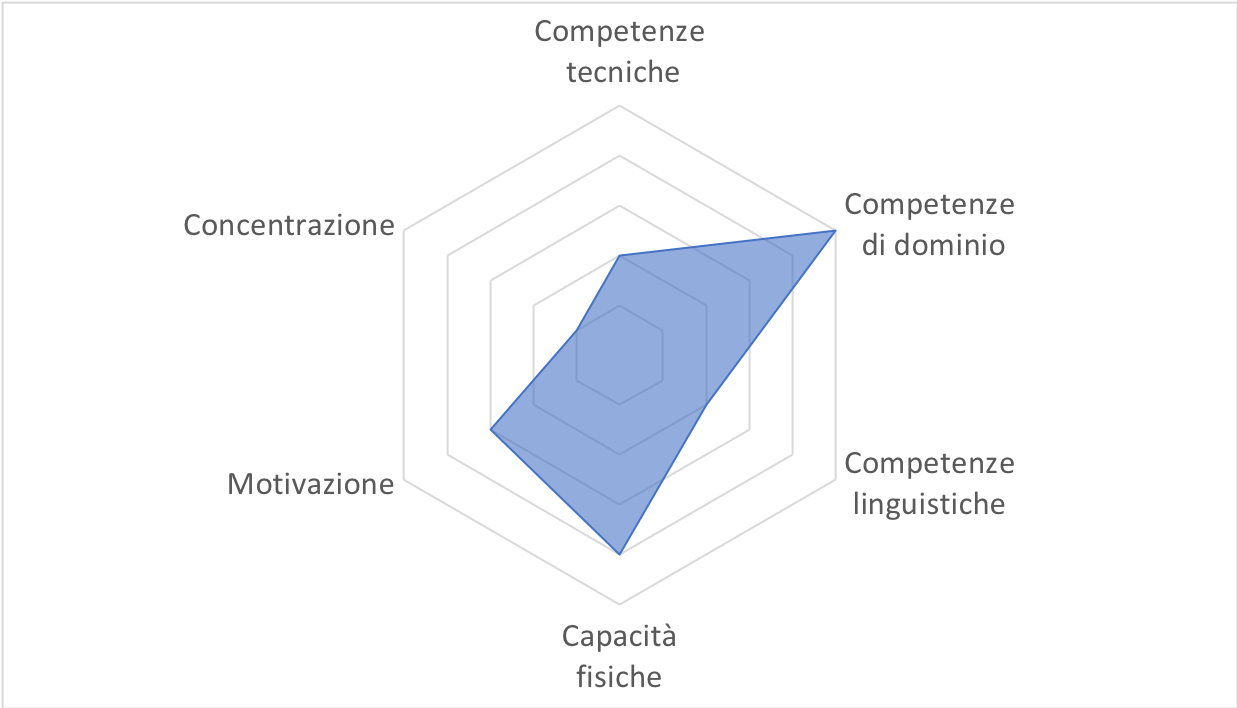 Competenze
tecniche
Competenze
di dominio
Competenze
linguistiche
Capacità
fisiche
Motivazione
Concentrazione